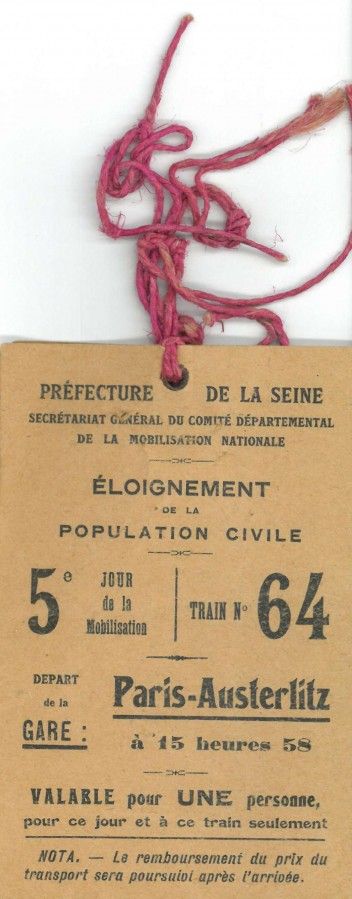 PRÉFECTURE DE LA SEINE
SECRÉTARIAT GÉNÉRAL DU COMITÉ DÉPARTEMENTAL
DE LA MOBILISATION NATIONALE
ÉLOIGNEMENT
DE LA
POPULATION CIVILE
5e JOUR de la Mobilisation TRAIN No 64
DEPART de la GARE : Paris-Austerlitz
à 15 heures 58
VALABLE pour UNE personne,
pour ce jour et à ce train seulement
NOTA. — Le remboursement du prix du
transport sera poursuivi après l'arrivée.